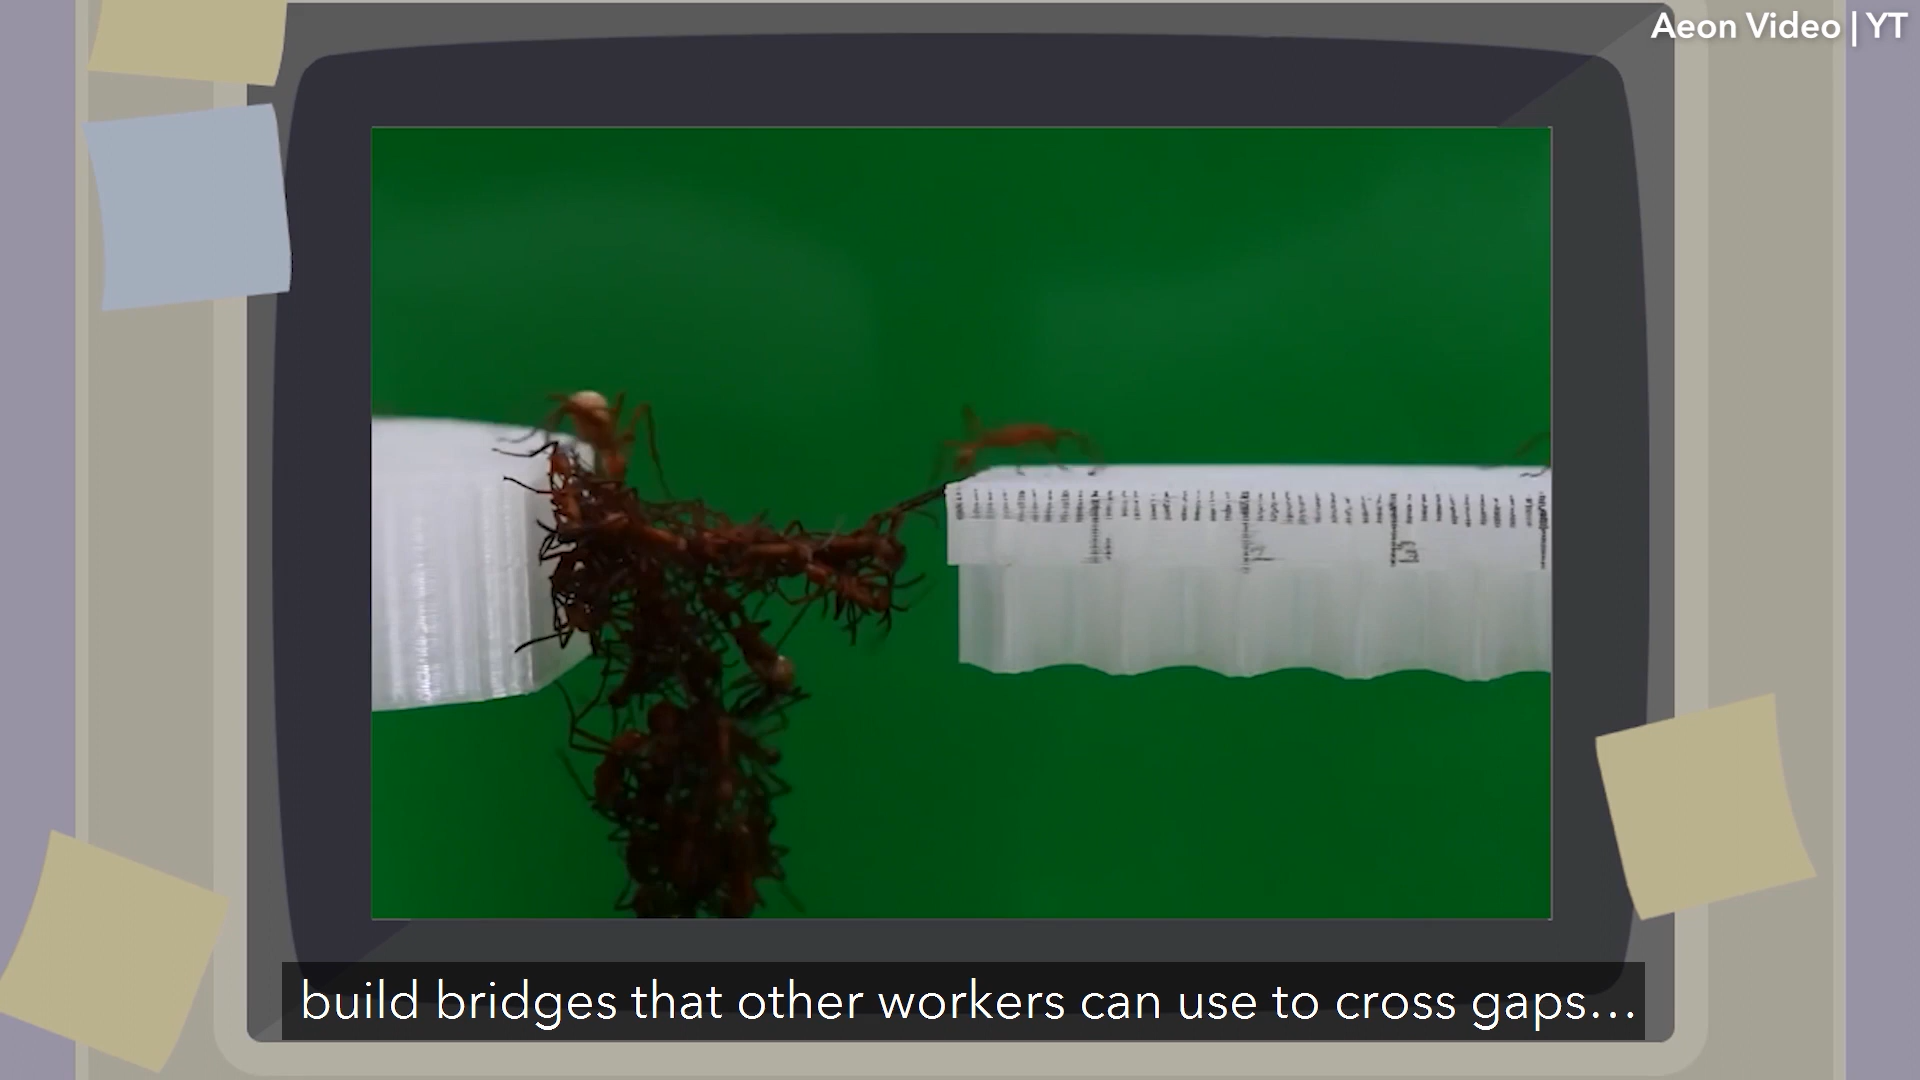 Aeon Video | YT
build bridges that other workers can use to cross gaps...